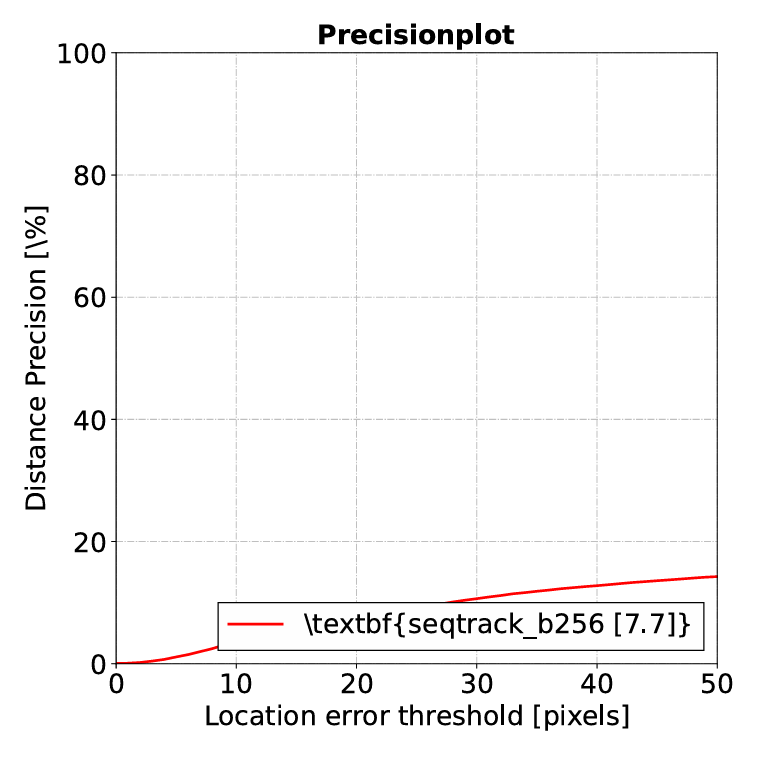 Precisionplot
100
80
60
40
20
0
Distance Precision [\%]
\textbf{seqtrack_b256 [7.7]}
0 10 20 30 40 50
Location error threshold [pixels]